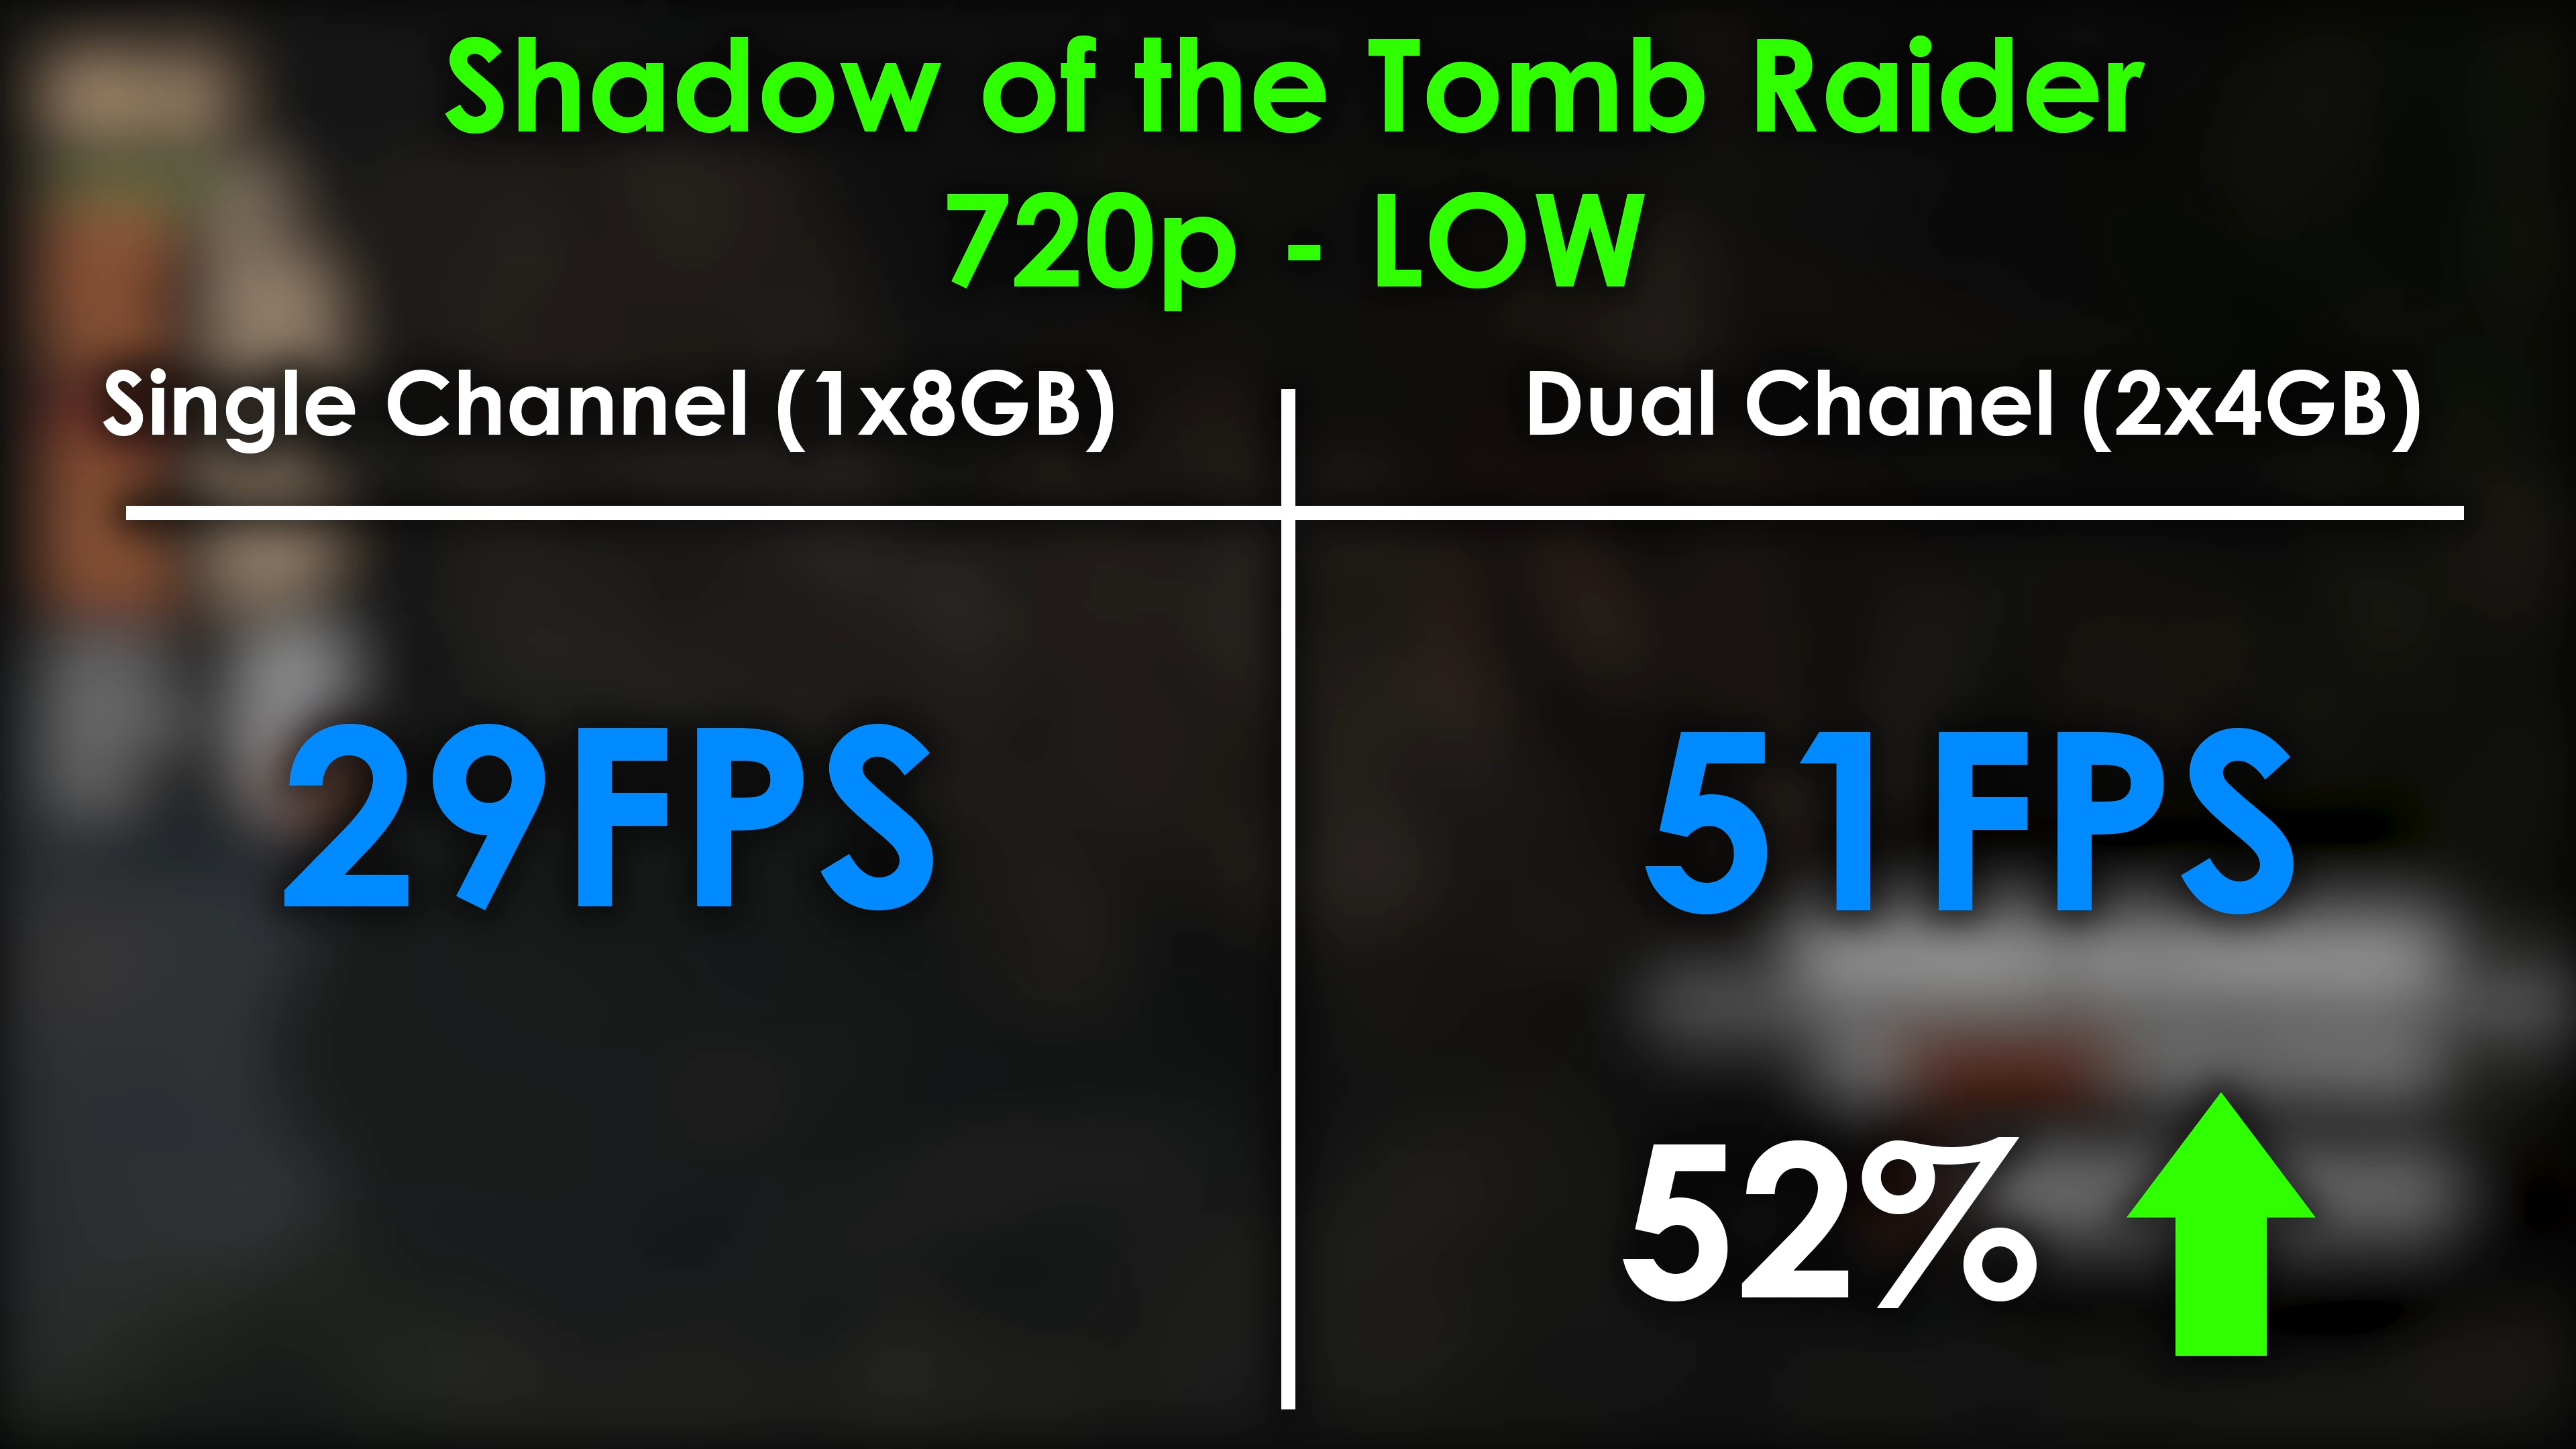 Shadow of the Tomb Raider
720p - LOW
Single Channel (1x8GB)
Dual Chanel (2x4GB)
29FPS
51FPS
52%